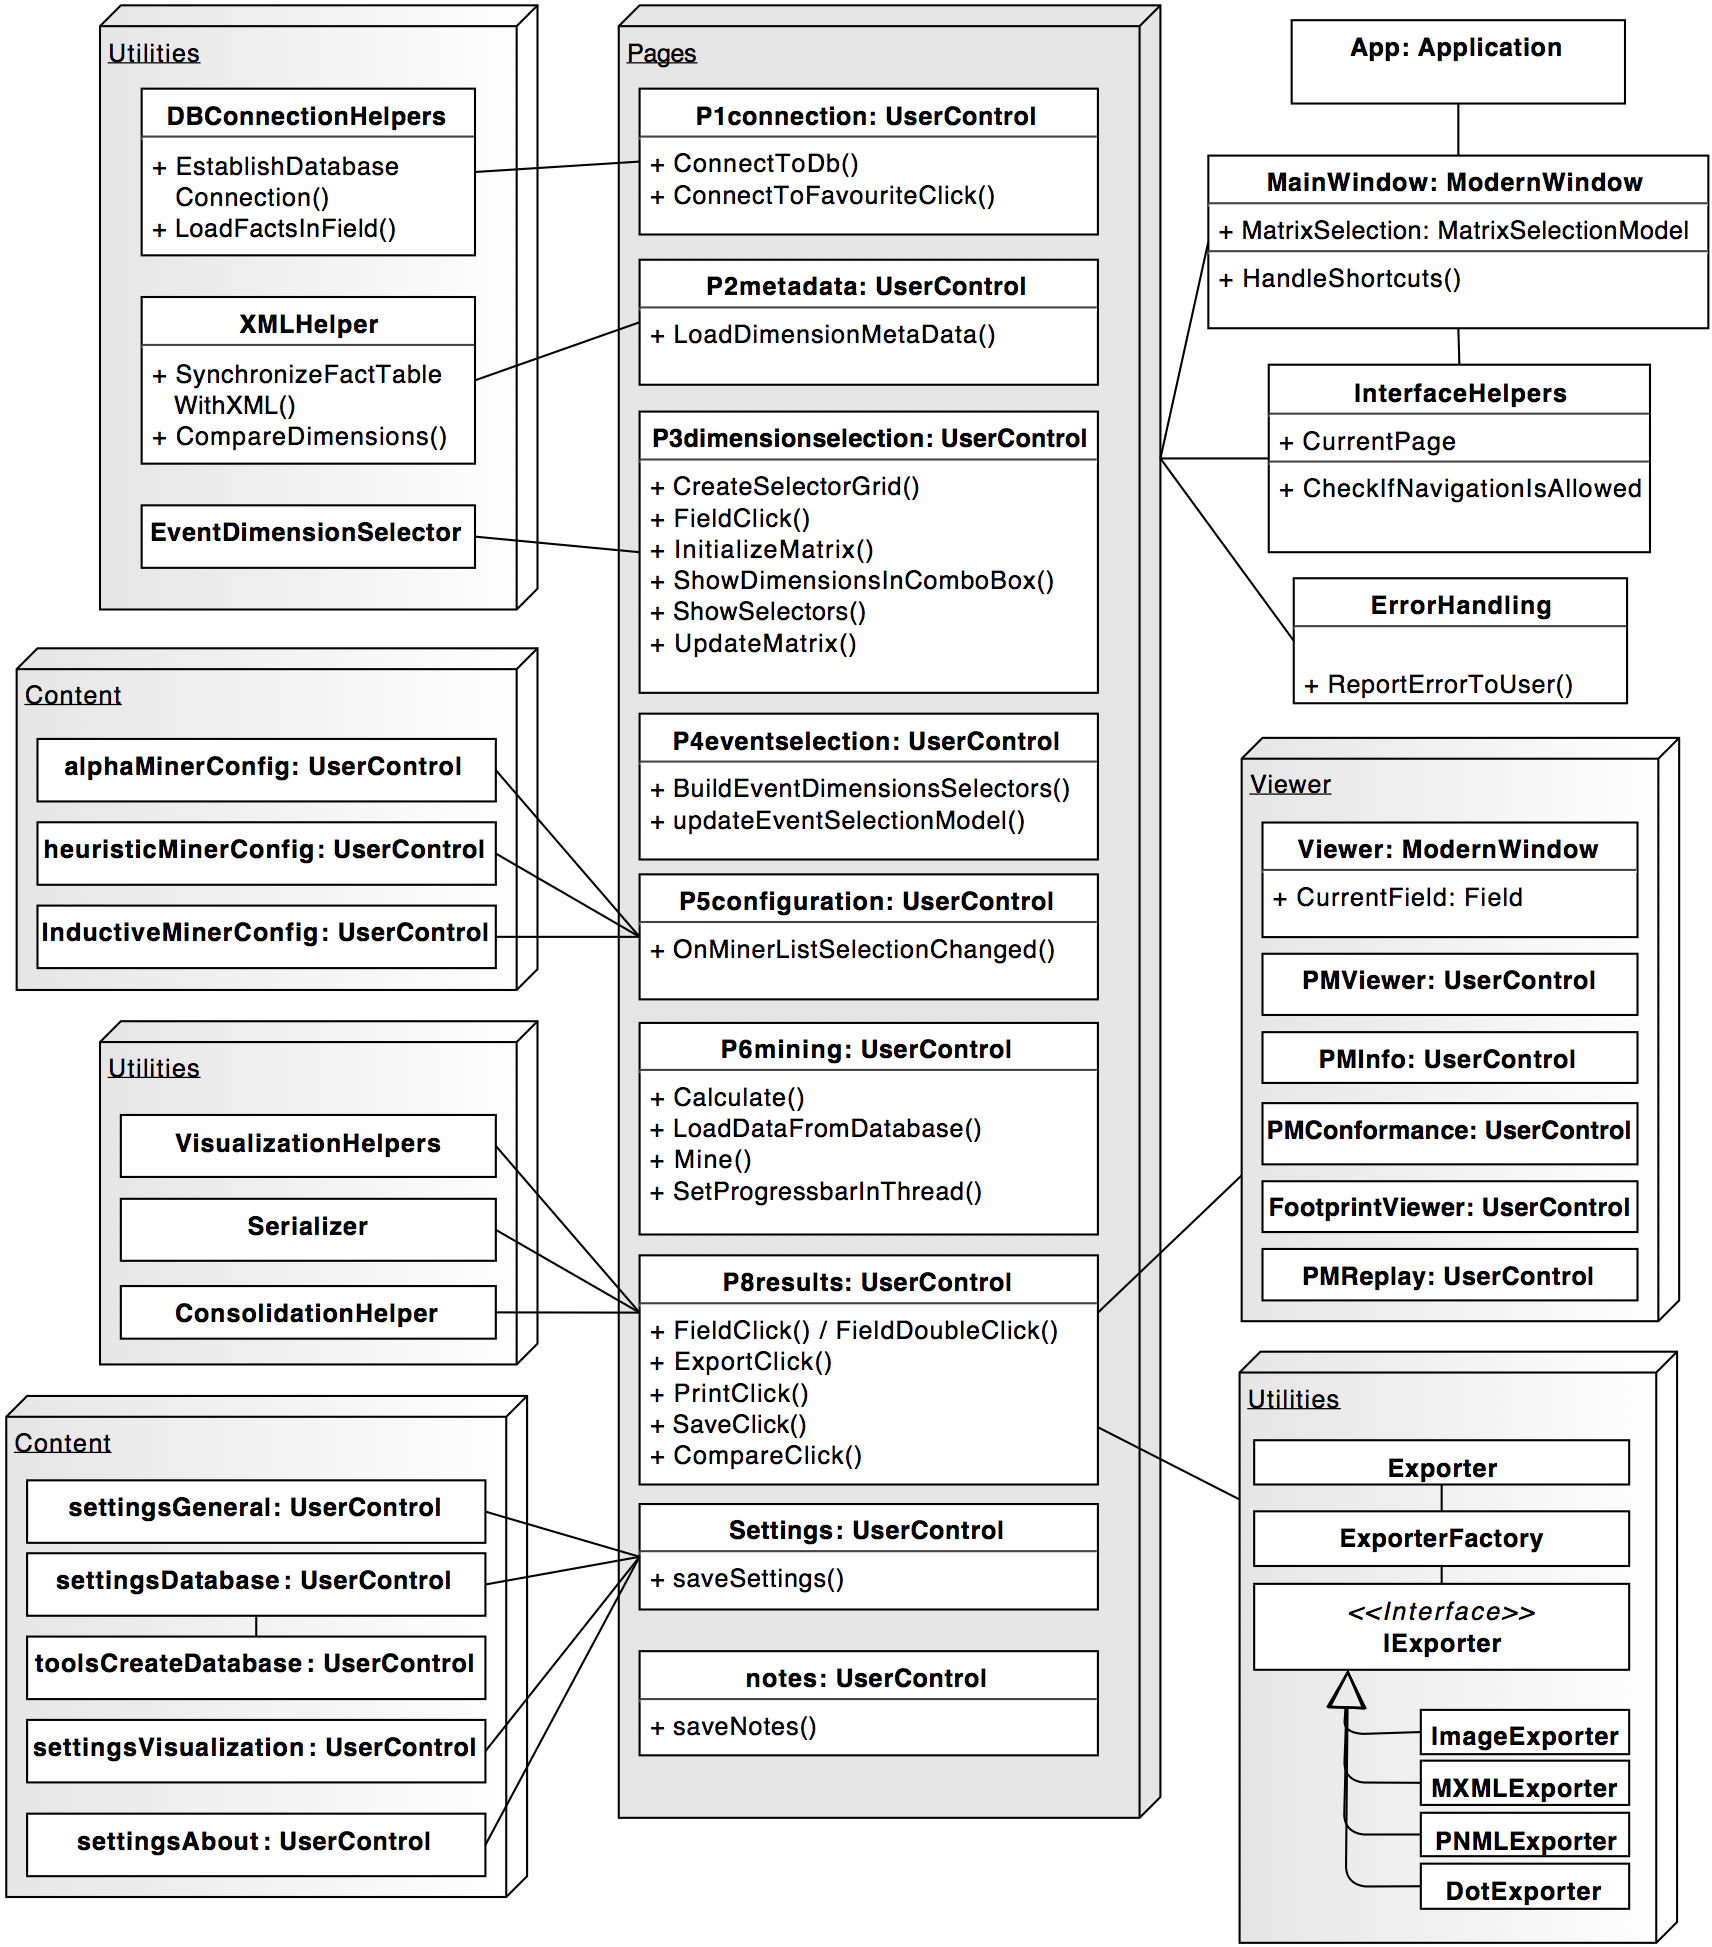 Utilities
DBConnectionHelpers
+ EstablishDatabase
Connection()
+ LoadFactsInField()
XMLHelper
+ SynchronizeFactTable
WithXML()
+ CompareDimensions()
EventDimensionSelector
Content
alphaMinerConfig: UserControl
heuristicMinerConfig: UserControl
InductiveMinerConfig: UserControl
Utilities
VisualizationHelpers
Serializer
ConsolidationHelper
Content
settingsGeneral: UserControl
settingsDatabase: UserControl
toolsCreateDatabase: UserControl
settingsVisualization: UserControl
settingsAbout: UserControl
Pages
P1connection: UserControl
+ ConnectToDb()
+ ConnectToFavouriteClick()
P2metadata: UserControl
+ LoadDimensionMetaData()
P3dimensionselection: UserControl
+ CreateSelectorGrid()
+ FieldClick()
+ InitializeMatrix()
+ ShowDimensionsInComboBox()
+ ShowSelectors()
+ UpdateMatrix()
P4eventselection: UserControl
+ BuildEventDimensionsSelectors()
+ updateEventSelectionModel()
P5configuration: UserControl
+ OnMinerListSelectionChanged()
P6mining: UserControl
+ Calculate()
+ LoadDataFromDatabase()
+ Mine()
+ SetProgressbarInThread()
P8results: UserControl
+ FieldClick() / FieldDoubleClick()
+ ExportClick()
+ PrintClick()
+ SaveClick()
+ CompareClick()
Settings: UserControl
+ saveSettings()
notes: UserControl
+ saveNotes()
App: Application
MainWindow: ModernWindow
+ MatrixSelection: MatrixSelectionModel
+ HandleShortcuts()
InterfaceHelpers
+ CurrentPage
+ CheckIfNavigationIsAllowed
ErrorHandling
+ ReportErrorToUser()
Viewer
Viewer: ModernWindow
+ CurrentField: Field
PMViewer: UserControl
PMInfo: UserControl
PMConformance: UserControl
FootprintViewer: UserControl
PMReplay: UserControl
Utilities
Exporter
ExporterFactory
<<Interface>>
IExporter
ImageExporter
MXMLExporter
PNMLExporter
DotExporter